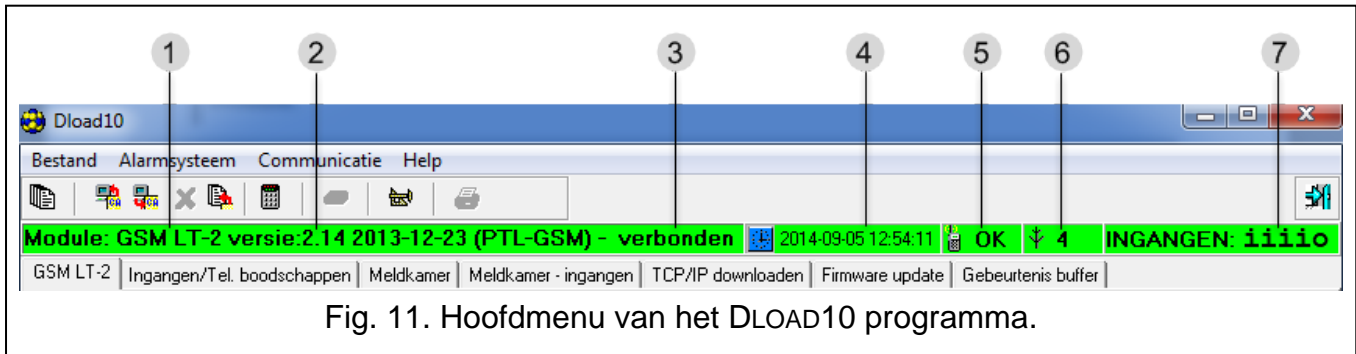 1 2 3 4 5 6 7
Dload10
Bestand Alarmsysteem Communicatie Help
Module: GSM LT-2 versie:2.14 2013-12-23 (PTL-GSM) - verbonden 2014-09-05 12:54:11 OK 4 INGANGEN: iiiio
GSM LT-2 Ingangen/Tel. boodschappen Meldkamer Meldkamer - ingangen TCP/IP downloaden Firmware update Gebeurtenis buffer
Fig. 11. Hoofdmenu van het DLOAD10 programma.